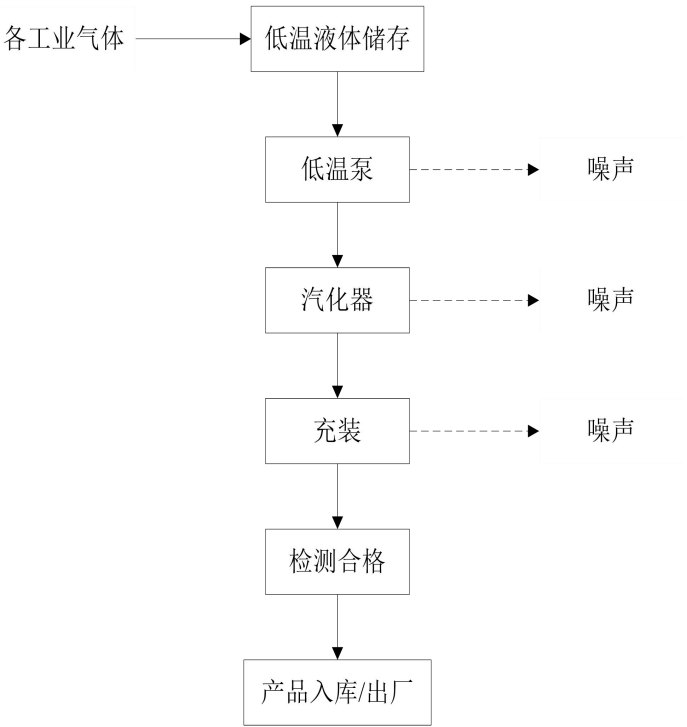 各工业气体
低温液体储存
低温泵
噪声
汽化器
噪声
充装
噪声
检测合格
产品入库/出厂